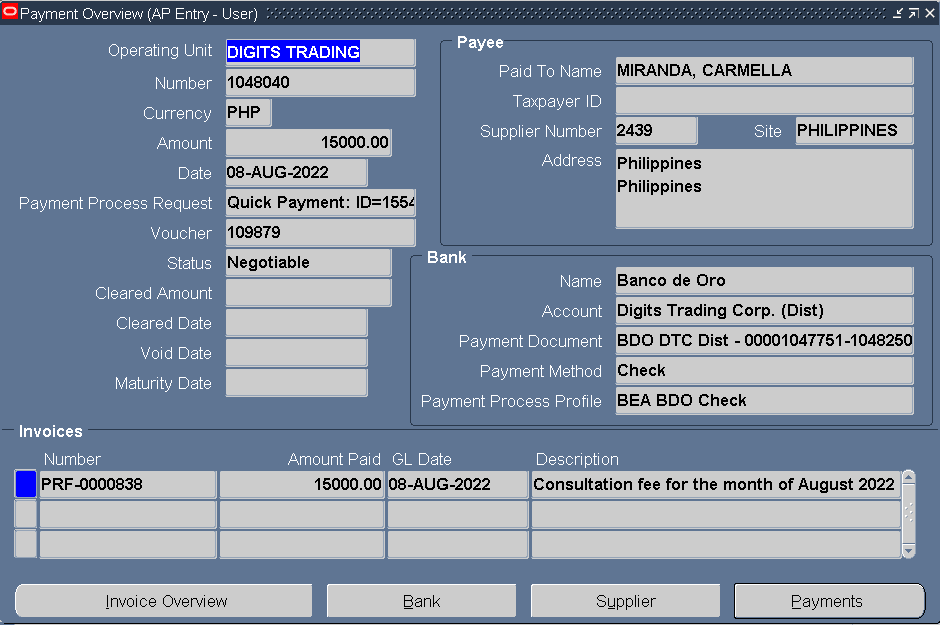 Payment Overview (AP Entry - User)
Operating Unit DIGITS TRADING
Number 1048040
Currency PHP
Amount 15000.00
Date 08-AUG-2022
Payment Process Request Quick Payment: ID=1554
Voucher 109879
Status Negotiable
Cleared Amount
Cleared Date
Void Date
Maturity Date
Payee
Paid To Name MIRANDA, CARMELLA
Taxpayer ID
Supplier Number 2439 Site PHILIPPINES
Address Philippines
Philippines
Bank
Name Banco de Oro
Account Digits Trading Corp. (Dist)
Payment Document BDO DTC Dist - 00001047751-1048250
Payment Method Check
Payment Process Profile BEA BDO Check
Invoices
Number Amount Paid GL Date Description
PRF-0000838 15000.00 08-AUG-2022 Consultation fee for the month of August 2022
Invoice Overview Bank Supplier Payments